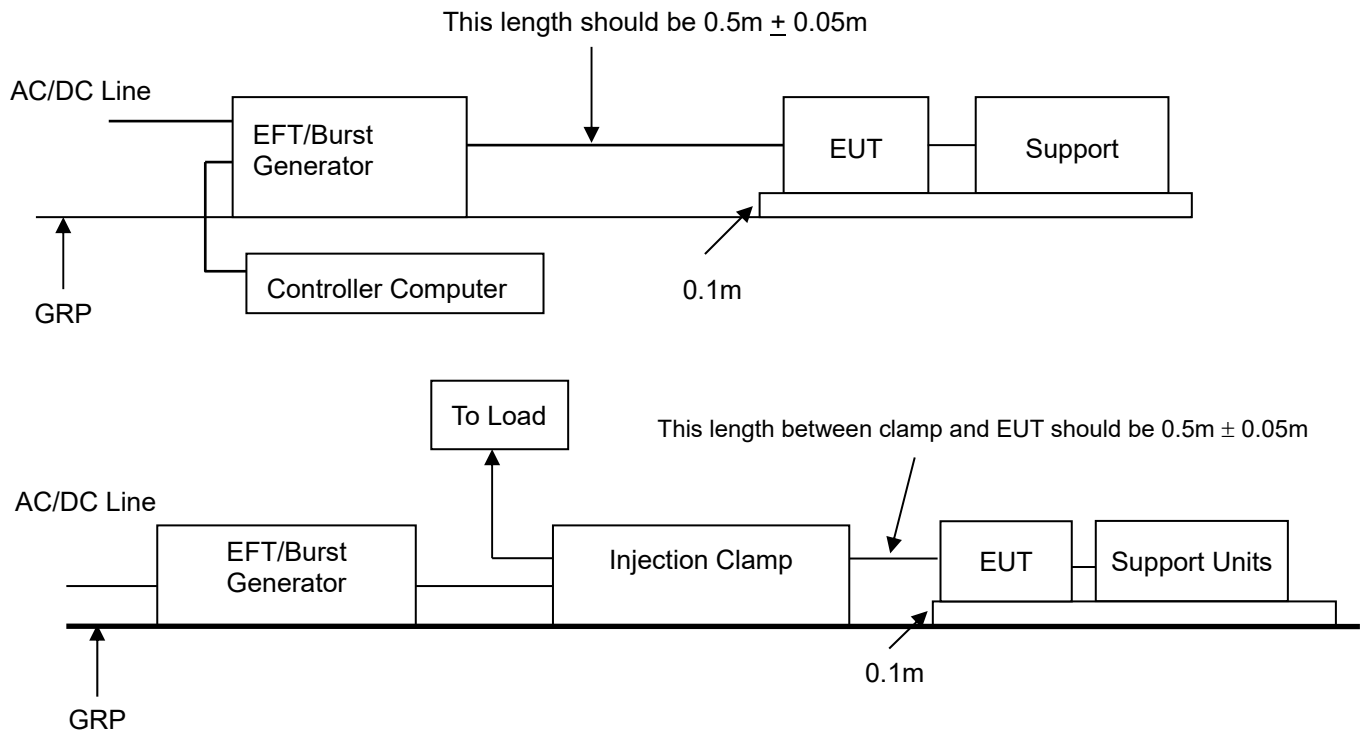 This length should be 0.5m ± 0.05m
AC/DC Line
EFT/Burst
Generator
EUT
Support
Controller Computer
0.1m
GRP
To Load
This length between clamp and EUT should be 0.5m ± 0.05m
AC/DC Line
EFT/Burst
Generator
Injection Clamp
EUT
Support Units
0.1m
GRP